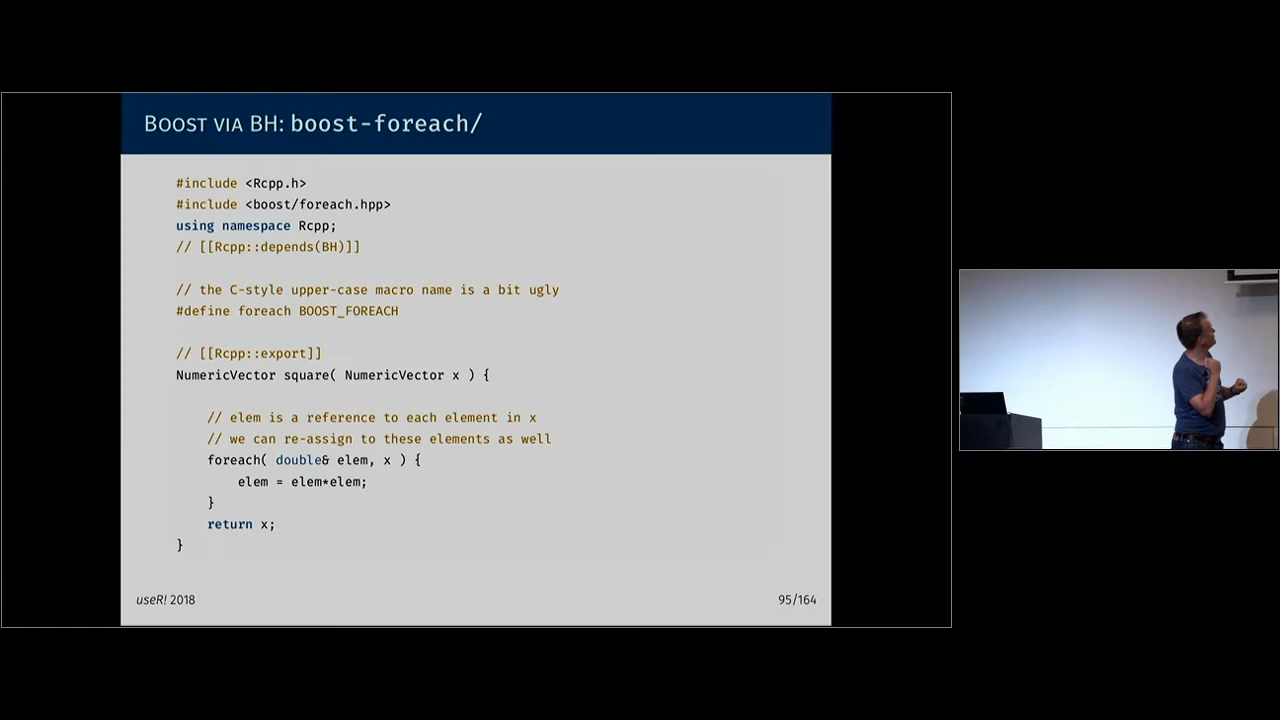 BOOST VIA BH: boost-foreach/
#include <Rcpp.h>
#include <boost/foreach.hpp>
using namespace Rcpp;
// [[Rcpp::depends(BH)]]
// the C-style upper-case macro name is a bit ugly
#define foreach BOOST_FOREACH
// [[Rcpp::export]]
NumericVector square( NumericVector x ) {
// elem is a reference to each element in x
// we can re-assign to these elements as well
foreach( double& elem, x ) {
elem = elem*elem;
}
return x;
}
useR! 2018
95/164